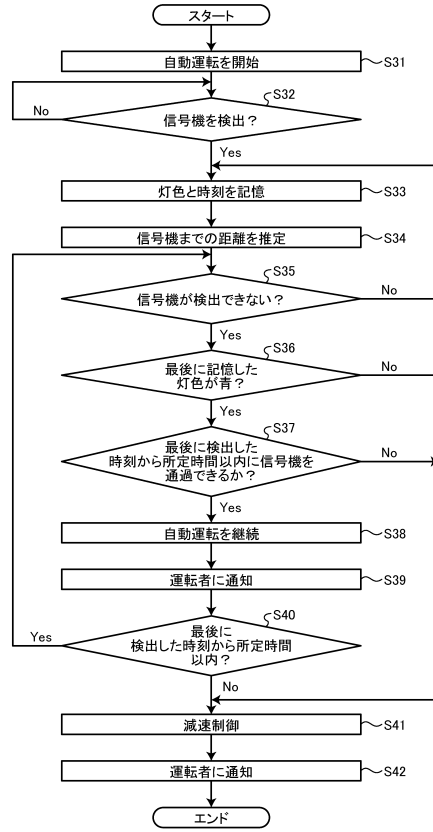 スタート
自動運転を開始
S31
S32
No
信号機を検出?
Yes
灯色と時刻を記憶
S33
信号機までの距離を推定
S34
S35
信号機が検出できない?
No
Yes
S36
最後に記憶した
灯色が青?
No
Yes
S37
最後に検出した
時刻から所定時間以内に信号機を
通過できるか?
No
Yes
自動運転を継続
S38
運転者に通知
S39
S40
最後に
検出した時刻から所定時間
以内?
Yes
No
減速制御
S41
運転者に通知
S42
エンド